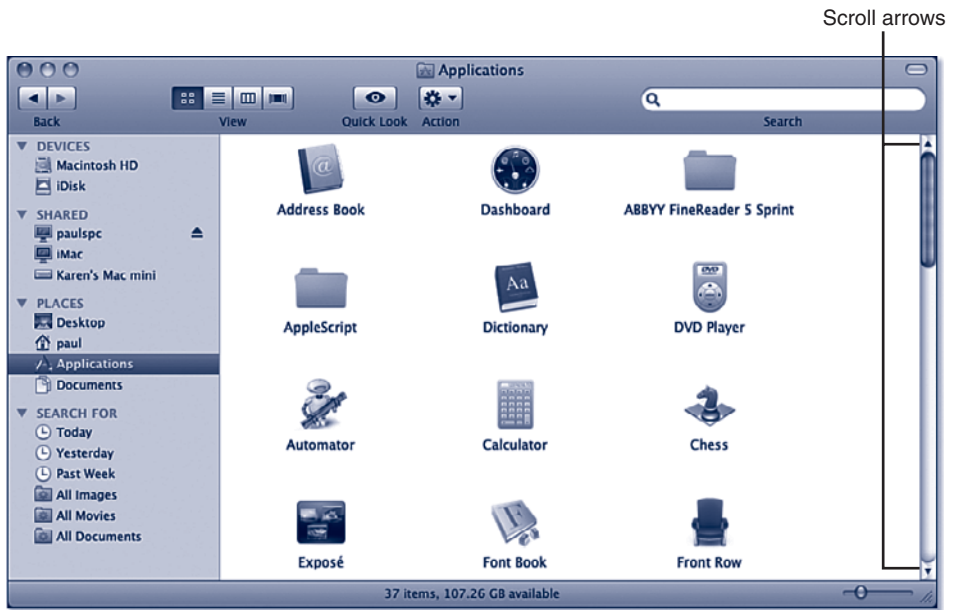 Scroll arrows
Applications
Back
View
Quick Look
Action
Search
DEVICES
Macintosh HD
iDisk
SHARED
paulspc
iMac
Karen's Mac mini
PLACES
Desktop
paul
Applications
Documents
SEARCH FOR
Today
Yesterday
Past Week
All Images
All Movies
All Documents
Address Book
Dashboard
ABBYY FineReader 5 Sprint
AppleScript
Aa
Dictionary
DVD
DVD Player
Automator
Calculator
Chess
Exposé
F
Font Book
Front Row
37 items, 107.26 GB available